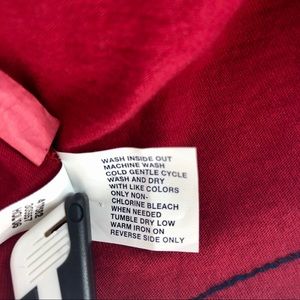 WASH INSIDE OUT
MACHINE WASH
COLD GENTLE CYCLE
WASH AND DRY
WITH LIKE COLORS
ONLY NON-
CHLORINE BLEACH
WHEN NEEDED
TUMBLE DRY LOW
WARM IRON ON
REVERSE SIDE ONLY